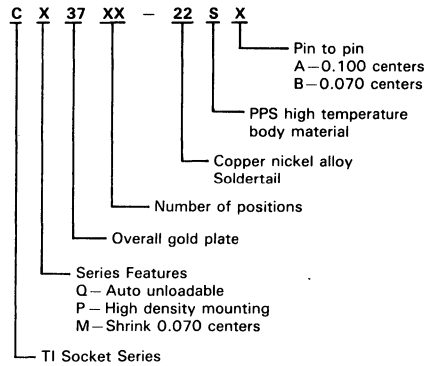 C X 37 XX – 22 S X
Pin to pin
A—0.100 centers
B—0.070 centers
PPS high temperature
body material
Copper nickel alloy
Soldertail
Number of positions
Overall gold plate
Series Features
Q— Auto unloadable
P— High density mounting
M— Shrink 0.070 centers
TI Socket Series